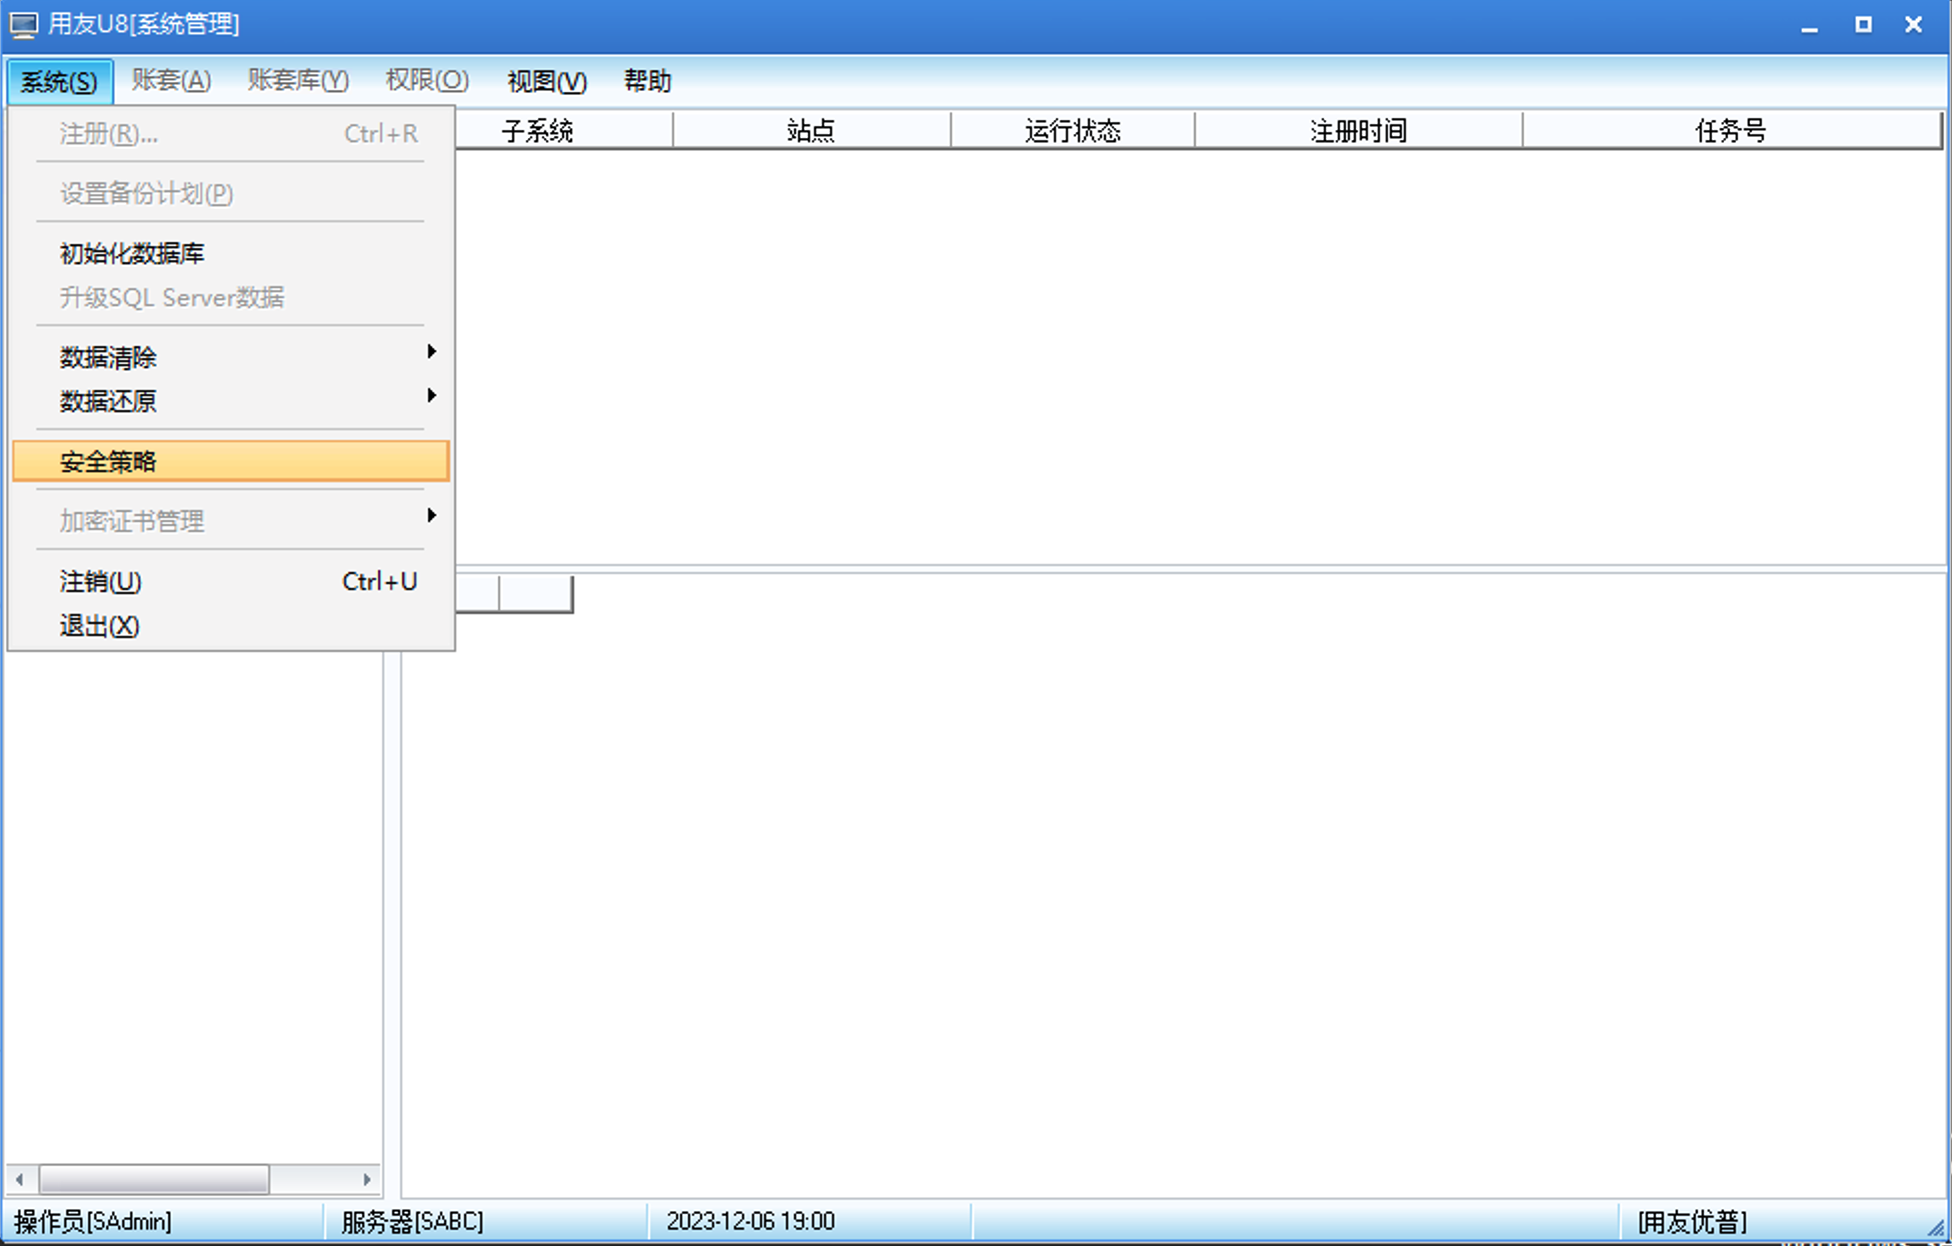 用友U8[系统管理]
系统(S) 账套(A) 账套库(Y) 权限(O) 视图(V) 帮助
注册(R)... Ctrl+R
子系统 站点 运行状态 注册时间 任务号
设置备份计划(P)
初始化数据库
升级SQL Server数据
数据清除
数据还原
安全策略
加密证书管理
注销(U) Ctrl+U
退出(X)
操作员[SAdmin] 服务器[SABC] 2023-12-06 19:00 [用友优普]